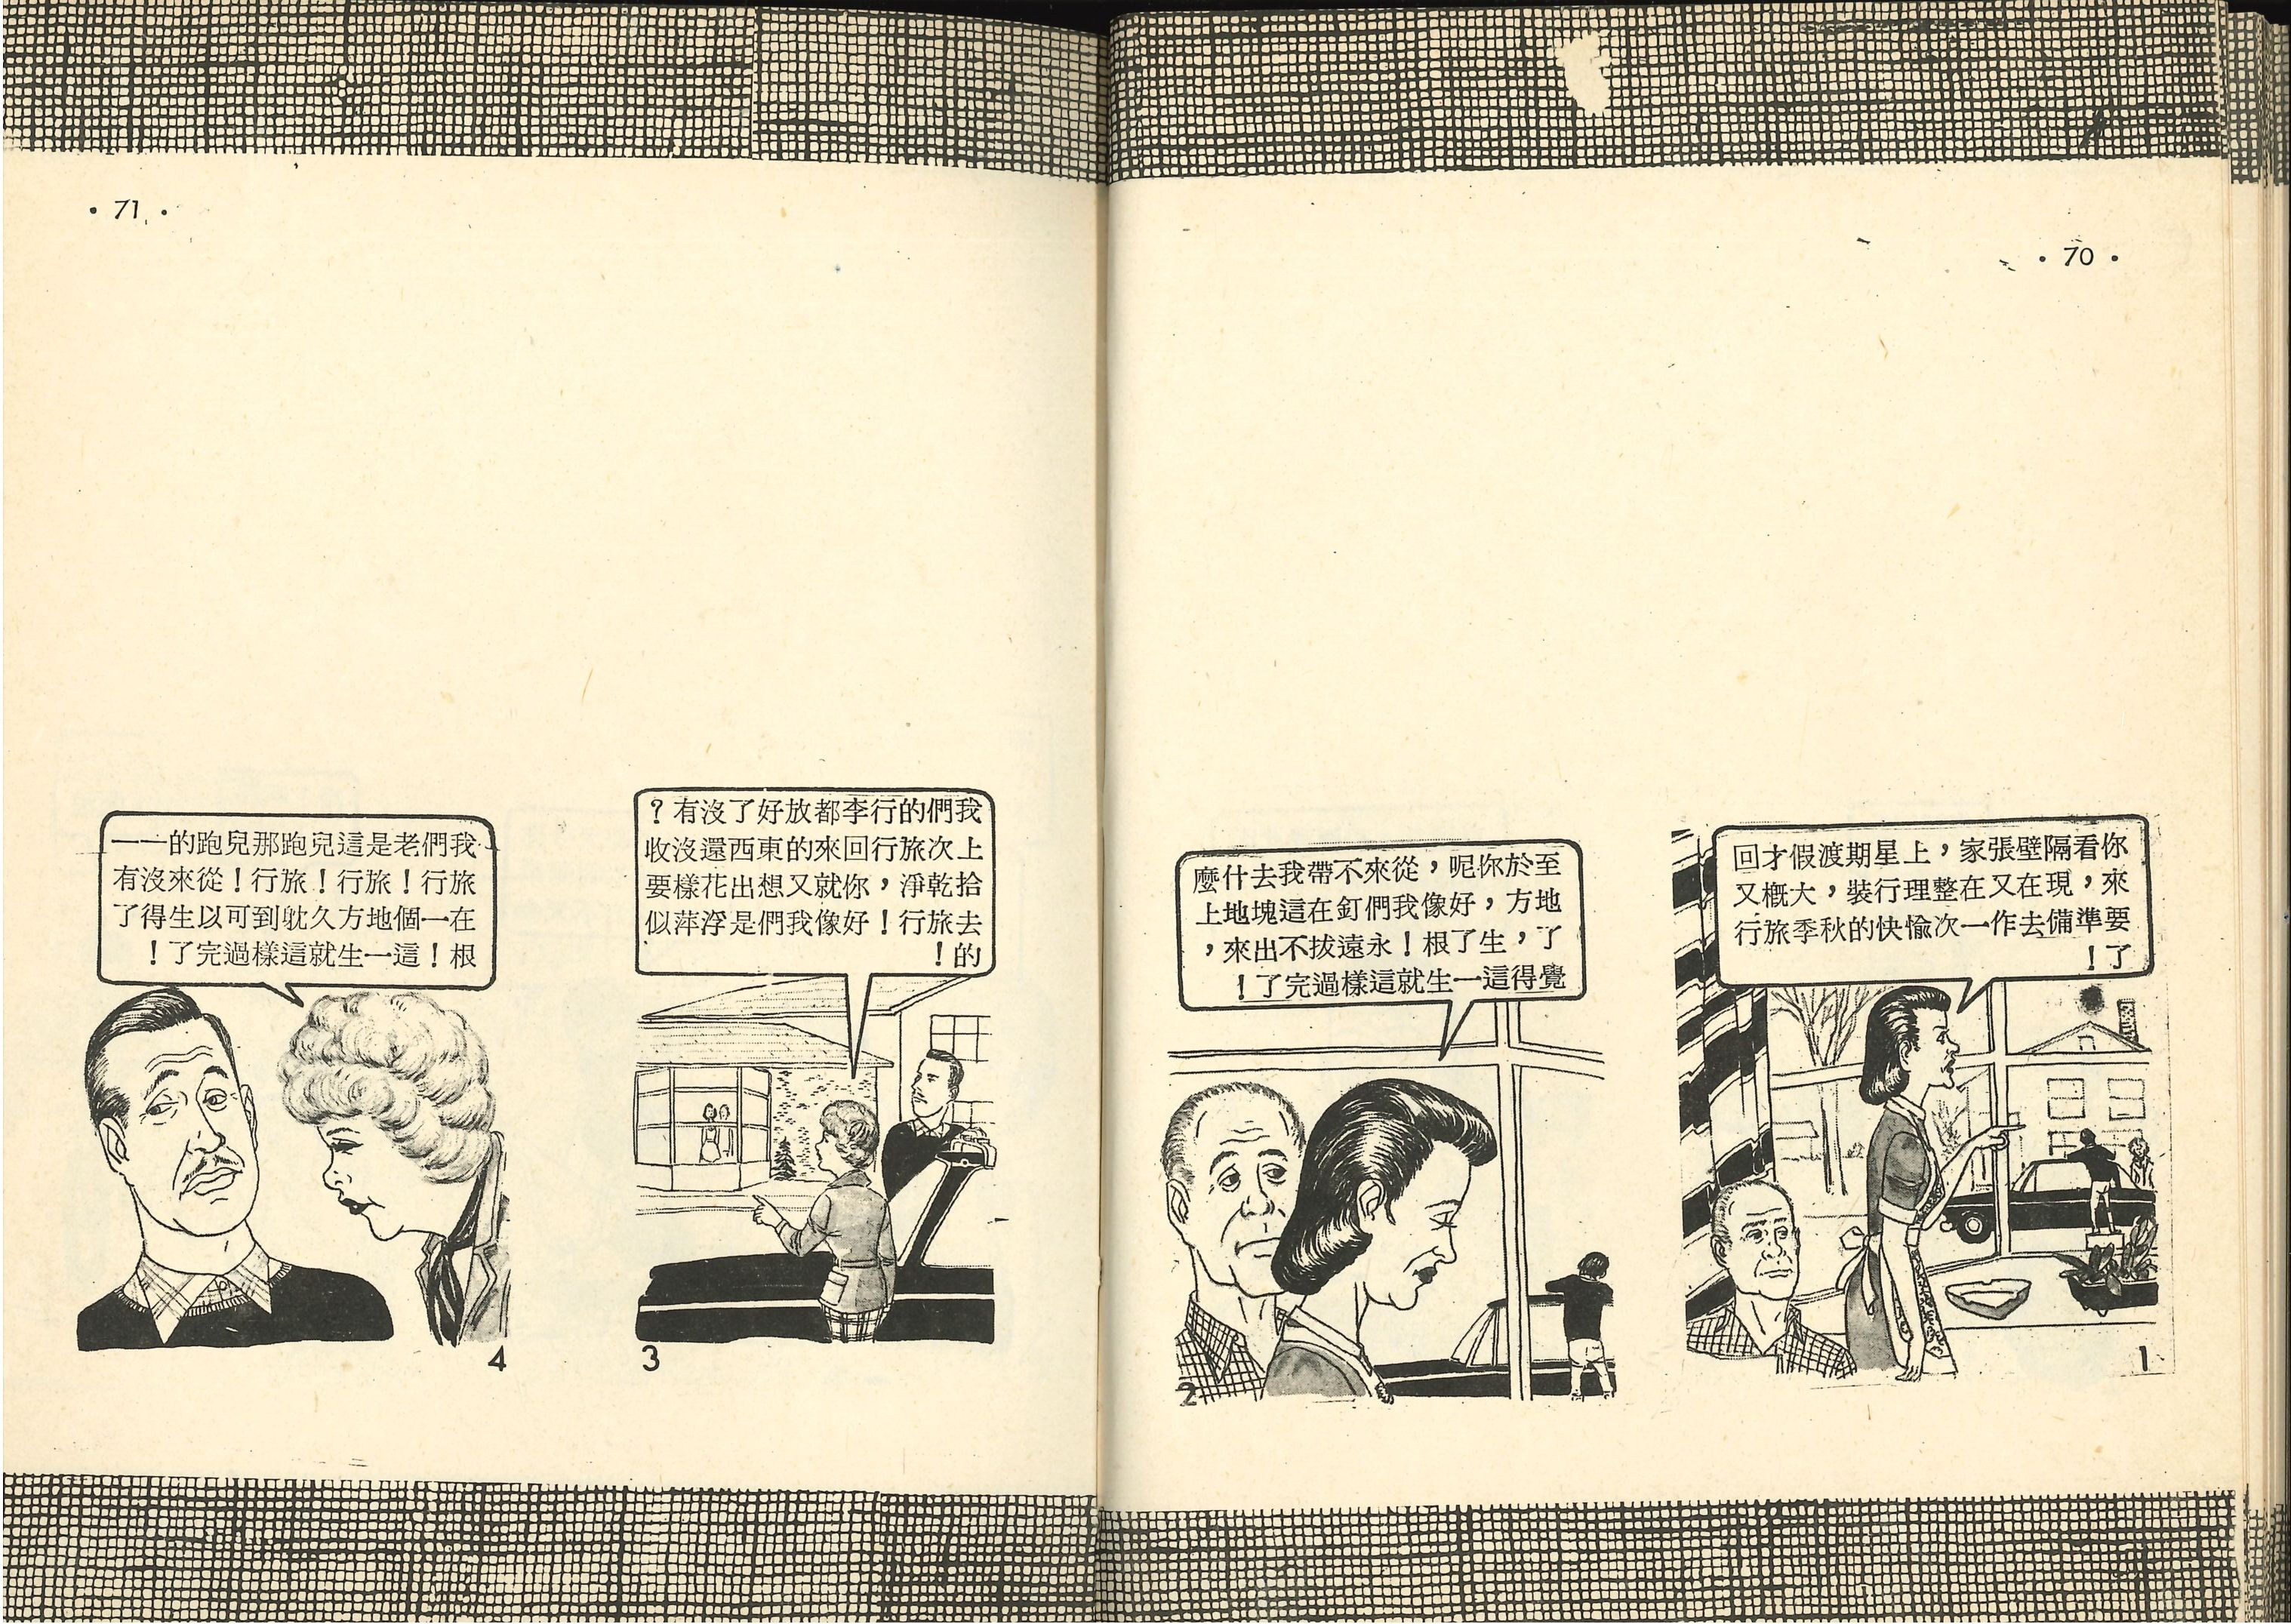 · 70 ·
你看隔壁張家，上星期渡假才回
來，現在又在整理行裝，大概又
要準備去作一次愉快的秋季旅行
了！
1
至於你呢，從來不帶我去什麼
地方，好像我們釘在這塊地上
了，生了根！永遠拔不出來，
覺得這一生就這樣過完了！
2
· 71 ·
我們的行李都放好了沒有？
上次旅行回來的東西還沒收
拾乾淨，你就又想出花樣要
去旅行！好像我們是浮萍似
的！
3
我們老是這兒跑那兒跑的一一
旅行！旅行！旅行！從來沒有
在一個地方久躭到可以生得了
根！這一生就這樣過完了！
4